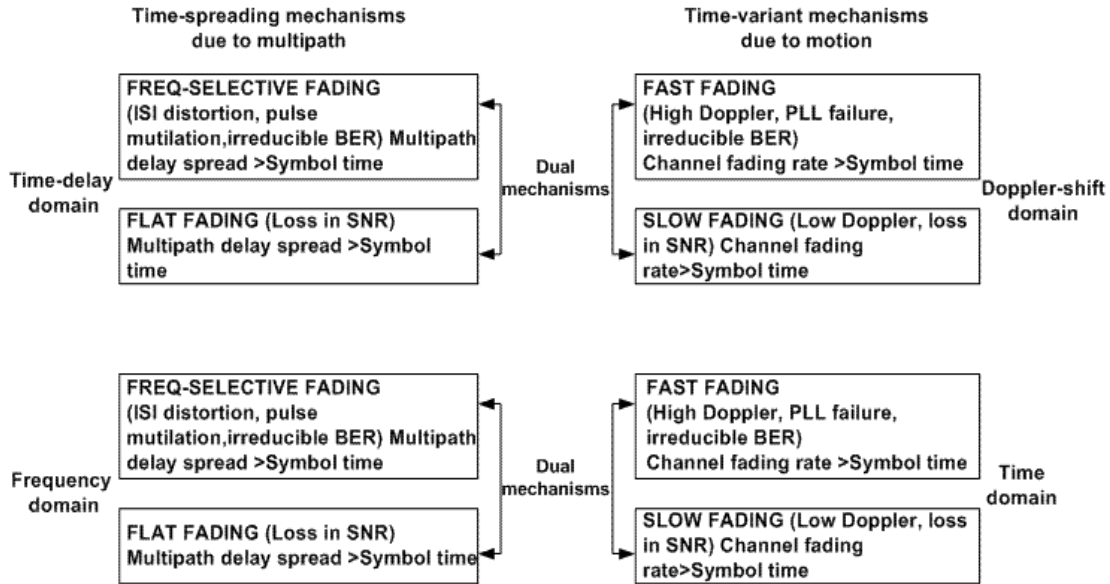 Time-spreading mechanisms
due to multipath
Time-variant mechanisms
due to motion
FREQ-SELECTIVE FADING
(ISI distortion, pulse
mutilation,irreducible BER) Multipath
delay spread >Symbol time
FAST FADING
(High Doppler, PLL failure,
irreducible BER)
Channel fading rate >Symbol time
Time-delay
domain
Dual
mechanisms
Doppler-shift
domain
FLAT FADING (Loss in SNR)
Multipath delay spread >Symbol
time
SLOW FADING (Low Doppler, loss
in SNR) Channel fading
rate>Symbol time
FREQ-SELECTIVE FADING
(ISI distortion, pulse
mutilation,irreducible BER) Multipath
delay spread >Symbol time
FAST FADING
(High Doppler, PLL failure,
irreducible BER)
Channel fading rate >Symbol time
Frequency
domain
Dual
mechanisms
Time
domain
FLAT FADING (Loss in SNR)
Multipath delay spread >Symbol time
SLOW FADING (Low Doppler, loss
in SNR) Channel fading
rate>Symbol time